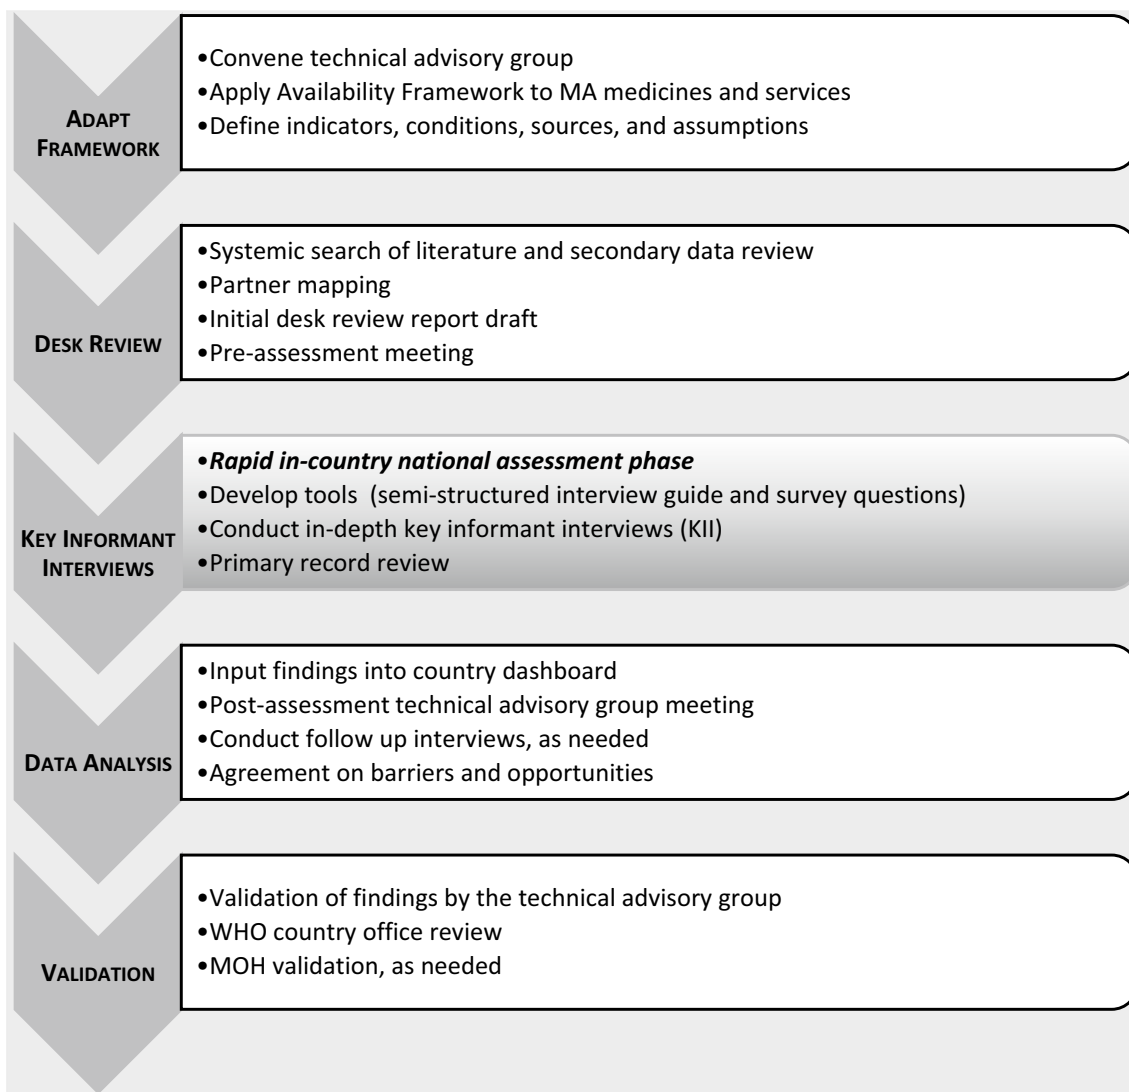 ADAPT
FRAMEWORK
•Convene technical advisory group
•Apply Availability Framework to MA medicines and services
•Define indicators, conditions, sources, and assumptions
DESK REVIEW
•Systemic search of literature and secondary data review
•Partner mapping
•Initial desk review report draft
•Pre-assessment meeting
KEY INFORMANT
INTERVIEWS
•Rapid in-country national assessment phase
•Develop tools (semi-structured interview guide and survey questions)
•Conduct in-depth key informant interviews (KII)
•Primary record review
DATA ANALYSIS
•Input findings into country dashboard
•Post-assessment technical advisory group meeting
•Conduct follow up interviews, as needed
•Agreement on barriers and opportunities
VALIDATION
•Validation of findings by the technical advisory group
•WHO country office review
•MOH validation, as needed